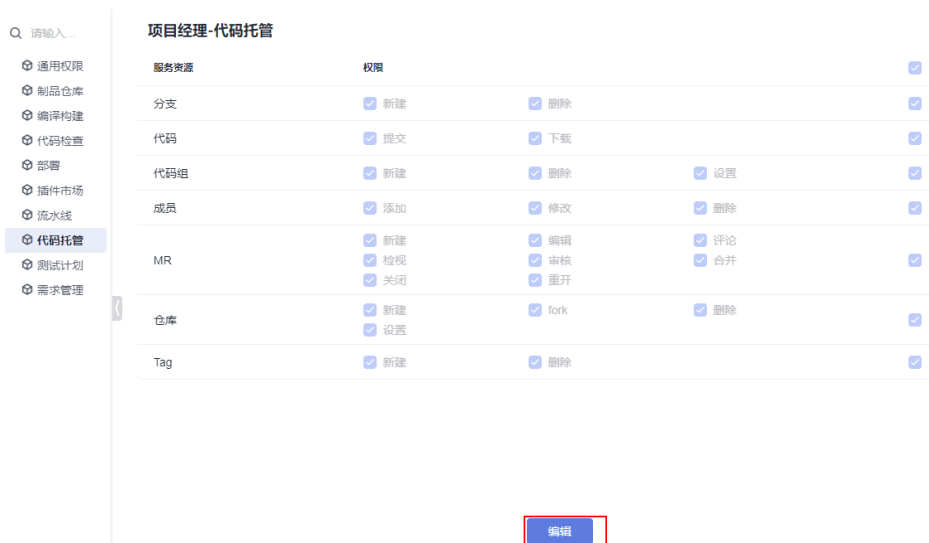 请输入...
通用权限
制品仓库
编译构建
代码检查
部署
插件市场
流水线
代码托管
测试计划
需求管理
项目经理-代码托管
服务资源 权限
分支 新建 删除
代码 提交 下载
代码组 新建 删除 设置
成员 添加 修改 删除
新建 编辑 评论
MR 检视 审核 合并
关闭 重开
新建 fork 删除
仓库
设置
Tag 新建 删除
编辑